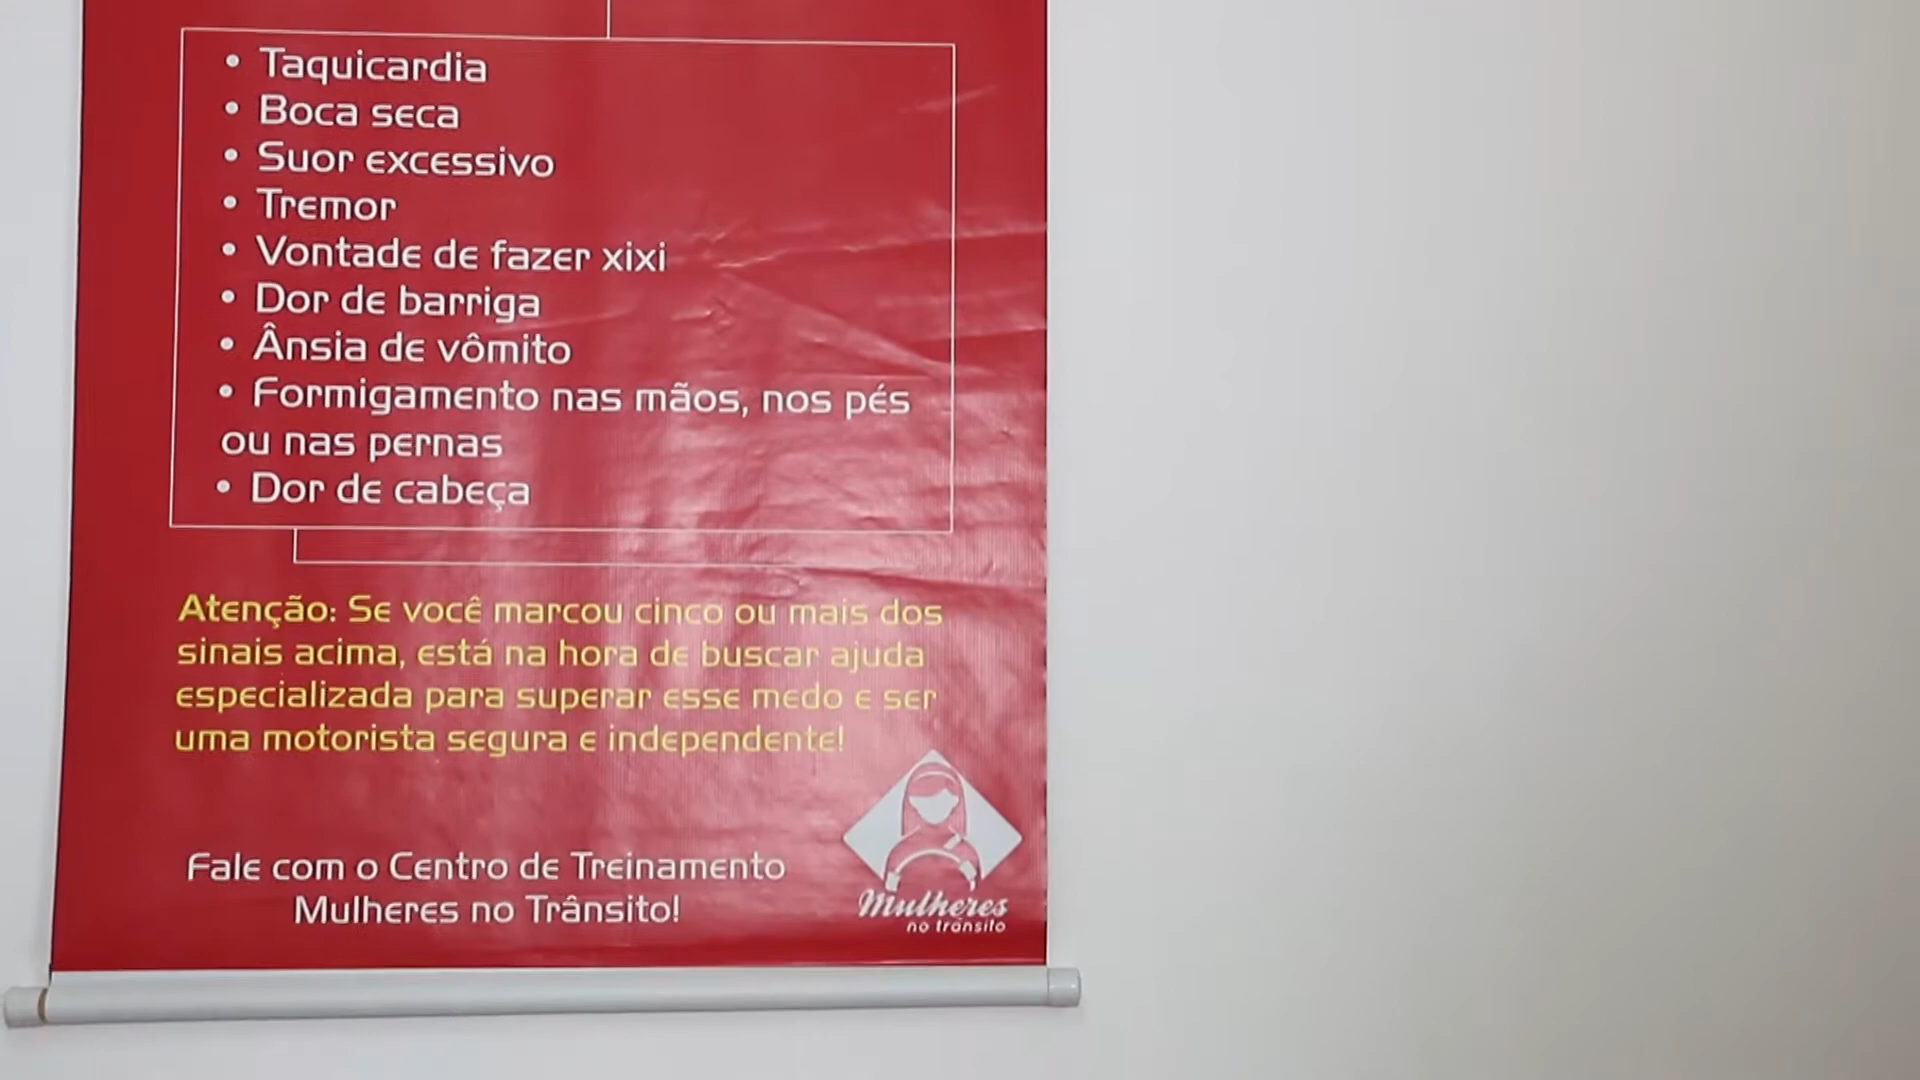 • Taquicardia
• Boca seca
• Suor excessivo
• Tremor
• Vontade de fazer xixi
• Dor de barriga
• Ânsia de vômito
• Formigamento nas mãos, nos pés
ou nas pernas
• Dor de cabeça
Atenção: Se você marcou cinco ou mais dos
sinais acima, está na hora de buscar ajuda
especializada para superar esse medo e ser
uma motorista segura e independente!
Fale com o Centro de Treinamento
Mulheres no Trânsito!
Mulheres
no trânsito